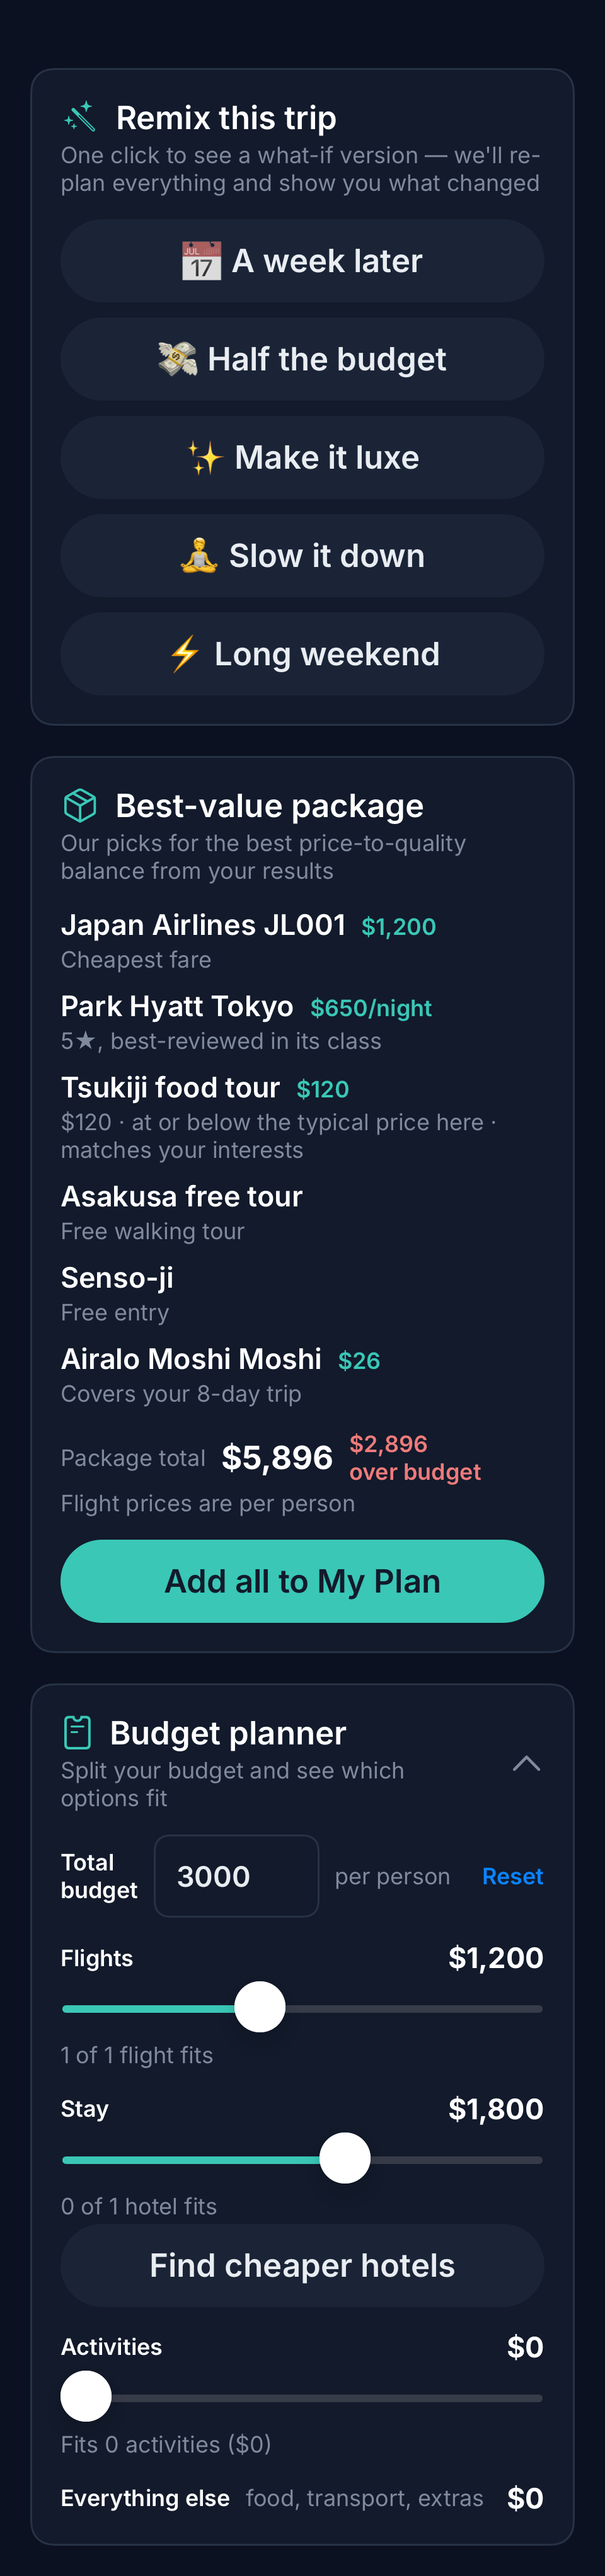 Remix this trip
One click to see a what-if version — we'll re-
plan everything and show you what changed
JUL
17
A week later
Half the budget
Make it luxe
Slow it down
Long weekend
Best-value package
Our picks for the best price-to-quality
balance from your results
Japan Airlines JL001 $1,200
Cheapest fare
Park Hyatt Tokyo $650/night
5★, best-reviewed in its class
Tsukiji food tour $120
$120 · at or below the typical price here ·
matches your interests
Asakusa free tour
Free walking tour
Senso-ji
Free entry
Airalo Moshi Moshi $26
Covers your 8-day trip
Package total $5,896 $2,896
over budget
Flight prices are per person
Add all to My Plan
Budget planner
Split your budget and see which
options fit
Total
budget
3000 per person Reset
Flights $1,200
1 of 1 flight fits
Stay $1,800
0 of 1 hotel fits
Find cheaper hotels
Activities $0
Fits 0 activities ($0)
Everything else food, transport, extras $0